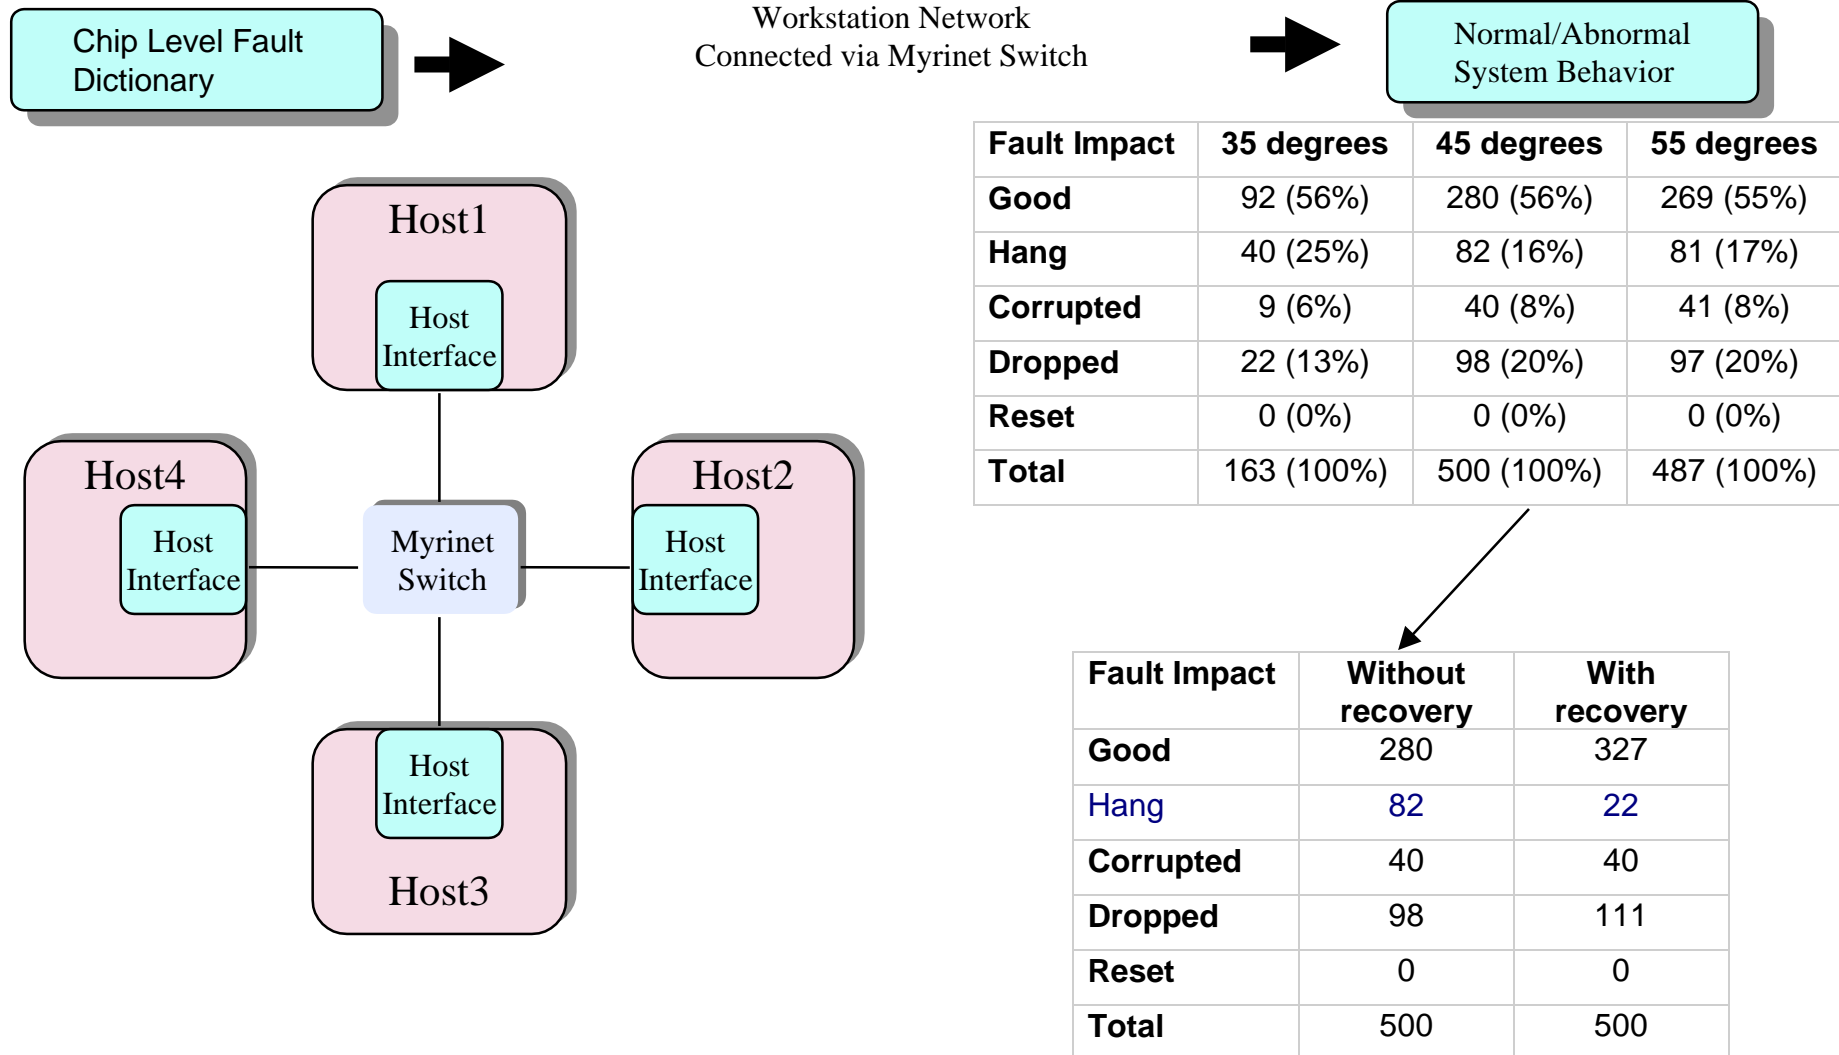 Chip Level Fault
Dictionary
Workstation Network
Connected via Myrinet Switch
Normal/Abnormal
System Behavior
Fault Impact 35 degrees 45 degrees 55 degrees
Good 92 (56%) 280 (56%) 269 (55%)
Hang 40 (25%) 82 (16%) 81 (17%)
Corrupted 9 (6%) 40 (8%) 41 (8%)
Dropped 22 (13%) 98 (20%) 97 (20%)
Reset 0 (0%) 0 (0%) 0 (0%)
Total 163 (100%) 500 (100%) 487 (100%)
Host1
Host
Interface
Host4
Host
Interface
Myrinet
Switch
Host2
Host
Interface
Host
Interface
Host3
Fault Impact Without With
recovery recovery
Good 280 327
Hang 82 22
Corrupted 40 40
Dropped 98 111
Reset 0 0
Total 500 500